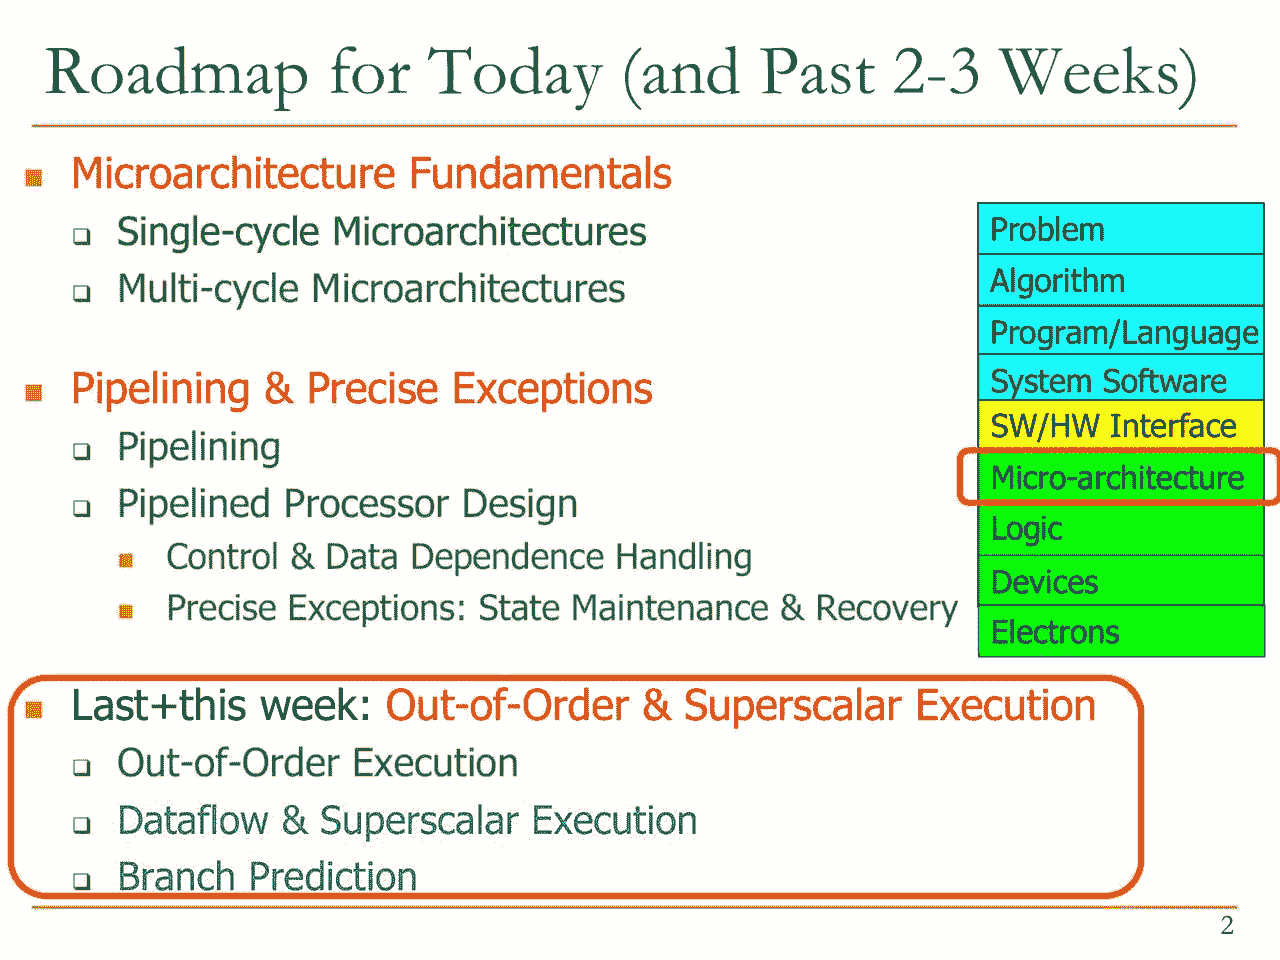 Roadmap for Today (and Past 2-3 Weeks)
Microarchitecture Fundamentals
Single-cycle Microarchitectures
Multi-cycle Microarchitectures
Pipelining & Precise Exceptions
Pipelining
Pipelined Processor Design
Control & Data Dependence Handling
Precise Exceptions: State Maintenance & Recovery
Last+this week: Out-of-Order & Superscalar Execution
Out-of-Order Execution
Dataflow & Superscalar Execution
Branch Prediction
Problem
Algorithm
Program/Language
System Software
SW/HW Interface
Micro-architecture
Logic
Devices
Electrons
2